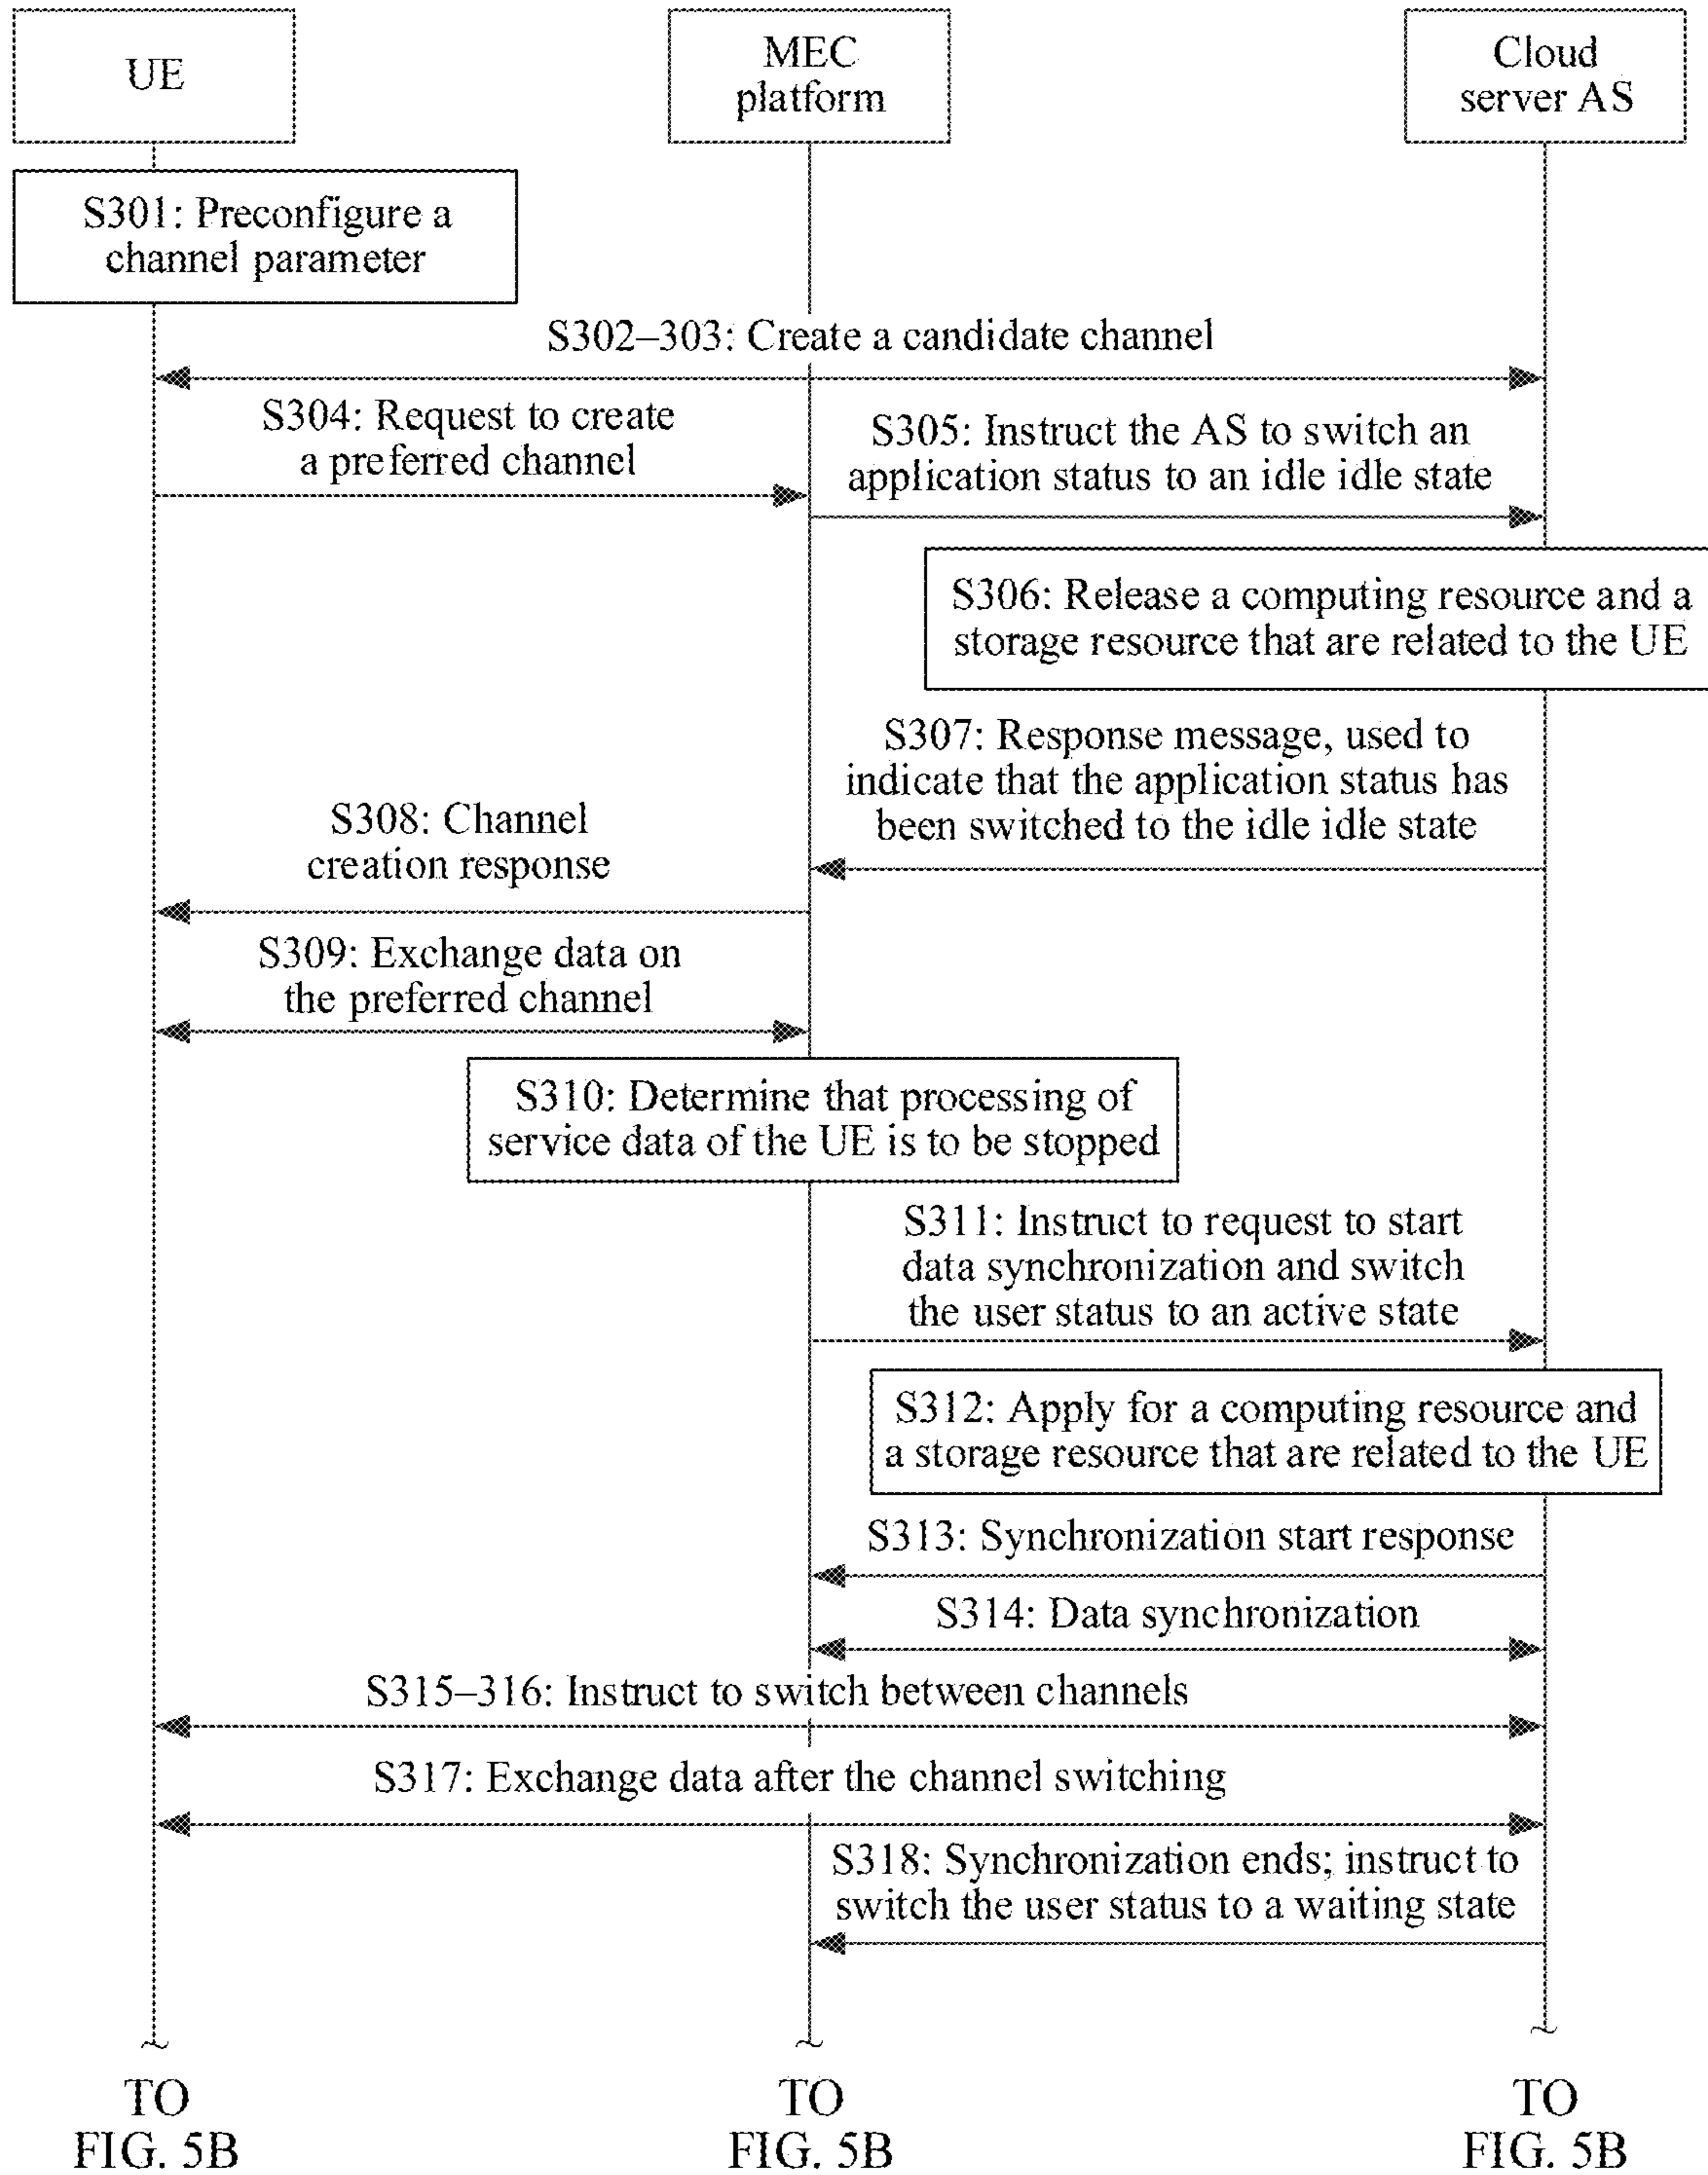 UE
MEC
platform
Cloud
server AS
S301: Preconfigure a
channel parameter
S302–303: Create a candidate channel
S304: Request to create
a preferred channel
S305: Instruct the AS to switch an
application status to an idle idle state
S306: Release a computing resource and a
storage resource that are related to the UE
S307: Response message, used to
indicate that the application status has
been switched to the idle idle state
S308: Channel
creation response
S309: Exchange data on
the preferred channel
S310: Determine that processing of
service data of the UE is to be stopped
S311: Instruct to request to start
data synchronization and switch
the user status to an active state
S312: Apply for a computing resource and
a storage resource that are related to the UE
S313: Synchronization start response
S314: Data synchronization
S315–316: Instruct to switch between channels
S317: Exchange data after the channel switching
S318: Synchronization ends; instruct to
switch the user status to a waiting state
TO
FIG. 5B
TO
FIG. 5B
TO
FIG. 5B